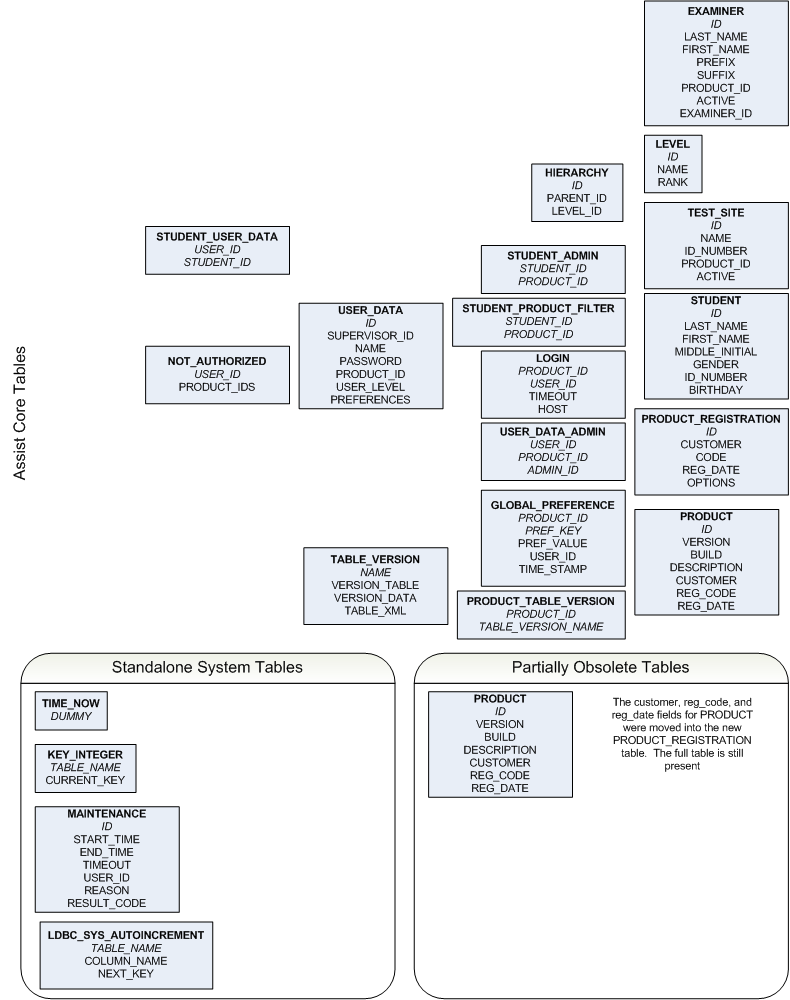 Assist Core Tables
EXAMINER
ID
LAST_NAME
FIRST_NAME
PREFIX
SUFFIX
PRODUCT_ID
ACTIVE
EXAMINER_ID
LEVEL
ID
NAME
RANK
HIERARCHY
ID
PARENT_ID
LEVEL_ID
TEST_SITE
ID
NAME
ID_NUMBER
PRODUCT_ID
ACTIVE
STUDENT_USER_DATA
USER_ID
STUDENT_ID
STUDENT_ADMIN
STUDENT_ID
PRODUCT_ID
STUDENT
ID
LAST_NAME
FIRST_NAME
MIDDLE_INITIAL
GENDER
ID_NUMBER
BIRTHDAY
USER_DATA
ID
SUPERVISOR_ID
NAME
PASSWORD
PRODUCT_ID
USER_LEVEL
PREFERENCES
STUDENT_PRODUCT_FILTER
STUDENT_ID
PRODUCT_ID
NOT_AUTHORIZED
USER_ID
PRODUCT_IDS
LOGIN
PRODUCT_ID
USER_ID
TIMEOUT
HOST
PRODUCT_REGISTRATION
ID
CUSTOMER
CODE
REG_DATE
OPTIONS
USER_DATA_ADMIN
USER_ID
PRODUCT_ID
ADMIN_ID
GLOBAL_PREFERENCE
PRODUCT_ID
PREF_KEY
PREF_VALUE
USER_ID
TIME_STAMP
PRODUCT
ID
VERSION
BUILD
DESCRIPTION
CUSTOMER
REG_CODE
REG_DATE
TABLE_VERSION
NAME
VERSION_TABLE
VERSION_DATA
TABLE_XML
PRODUCT_TABLE_VERSION
PRODUCT_ID
TABLE_VERSION_NAME
Standalone System Tables
TIME_NOW
DUMMY
KEY_INTEGER
TABLE_NAME
CURRENT_KEY
MAINTENANCE
ID
START_TIME
END_TIME
TIMEOUT
USER_ID
REASON
RESULT_CODE
LDBC_SYS_AUTOINCREMENT
TABLE_NAME
COLUMN_NAME
NEXT_KEY
Partially Obsolete Tables
PRODUCT
ID
VERSION
BUILD
DESCRIPTION
CUSTOMER
REG_CODE
REG_DATE
The customer, reg_code, and
reg_date fields for PRODUCT
were moved into the new
PRODUCT_REGISTRATION
table.  The full table is still
present